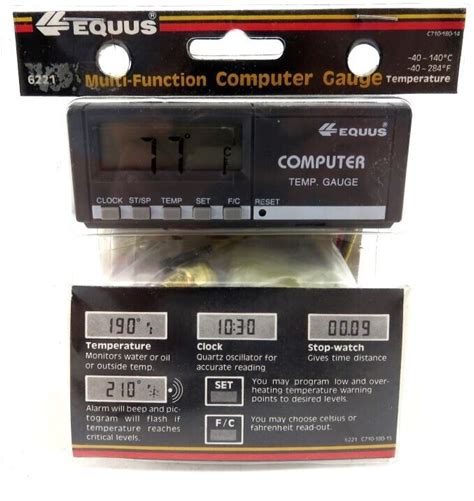 EQUUS®
C710-180-14
6221
Multi-Function Computer Gauge
-40 – 140°C
-40 – 284°F
Temperature
77° F
EQUUS®
COMPUTER
TEMP. GAUGE
CLOCK ST/SP TEMP SET F/C RESET
190° F
10:30
00.09
Temperature
Monitors water or oil
or outside temp.
Clock
Quartz oscillator for
accurate reading
Stop-watch
Gives time distance
210°
Alarm will beep and pic-
togram will flash if
temperature reaches
critical levels.
SET
You may program low and over-
heating temperature warning
points to desired levels.
F/C
You may choose celsius or
fahrenheit read-out.
6221 C710-180-15